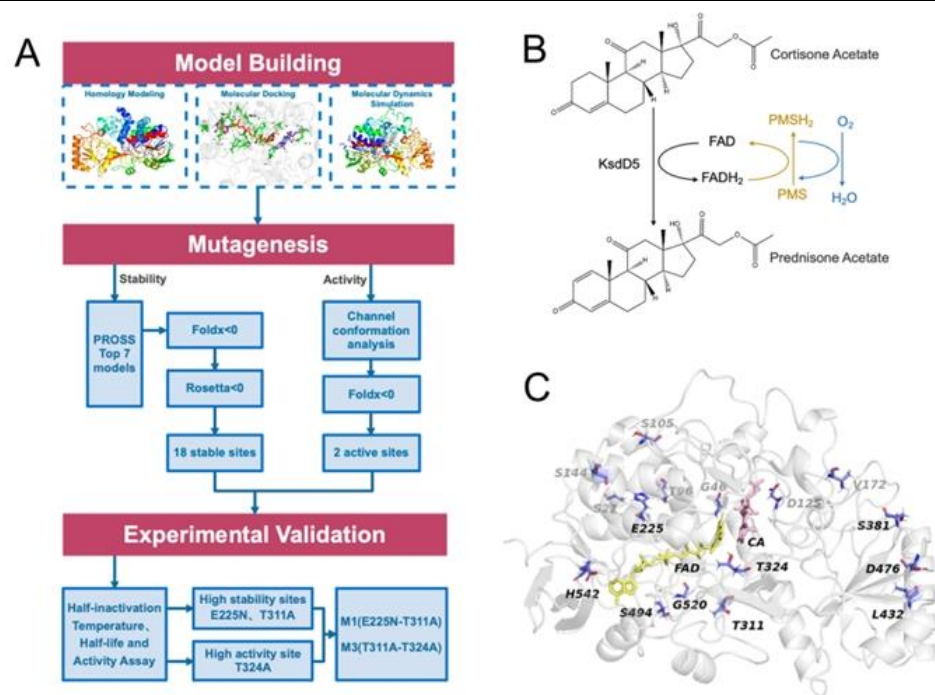 A
Model Building
Homology Modeling
Molecular Docking
Molecular Dynamics
Simulation
Mutagenesis
Stability
Activity
PROSS
Top 7
models
Foldx<0
Rosetta<0
18 stable sites
Channel
conformation
analysis
Foldx<0
2 active sites
Experimental Validation
Half-inactivation
Temperature、
Half-life and
Activity Assay
High stability sites
E225N、T311A
High activity site
T324A
M1(E225N-T311A)
M3(T311A-T324A)
B
Cortisone Acetate
KsdD5
FAD
FADH₂
PMSH₂
PMS
O₂
H₂O
Prednisone Acetate
HO
O
O
O
O
O
H
H
H
HO
O
O
O
O
O
H
H
H
C
S105
S144
T96
G46
D125
V172
E225
CA
S381
FAD
T324
D476
H542
S494
G520
T311
L432